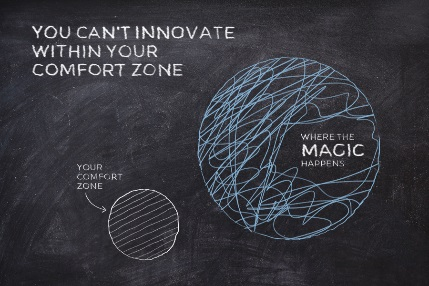 YOU CAN'T INNOVATE
WITHIN YOUR
COMFORT ZONE
WHERE THE
MAGIC
HAPPENS
YOUR
COMFORT
ZONE